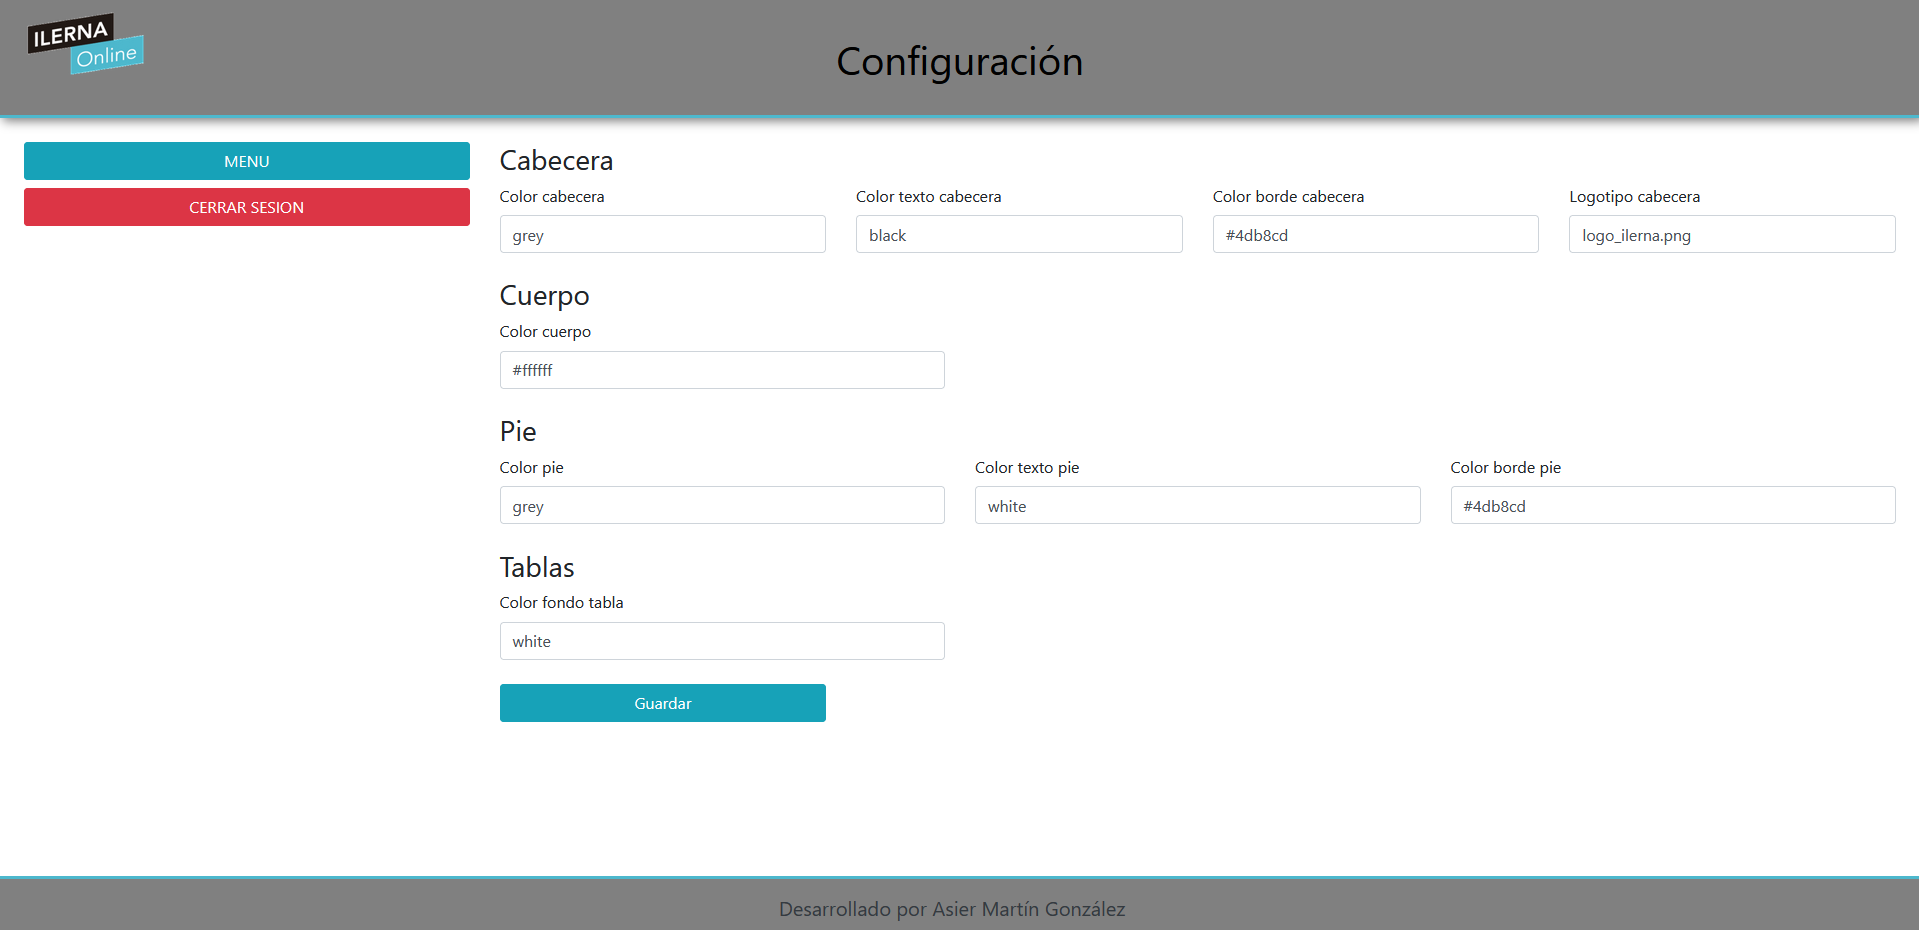 ILERNA
Online
Configuración
MENU
CERRAR SESION
Cabecera
Color cabecera
Color texto cabecera
Color borde cabecera
Logotipo cabecera
grey
black
#4db8cd
logo_ilerna.png
Cuerpo
Color cuerpo
#ffffff
Pie
Color pie
Color texto pie
Color borde pie
grey
white
#4db8cd
Tablas
Color fondo tabla
white
Guardar
Desarrollado por Asier Martín González